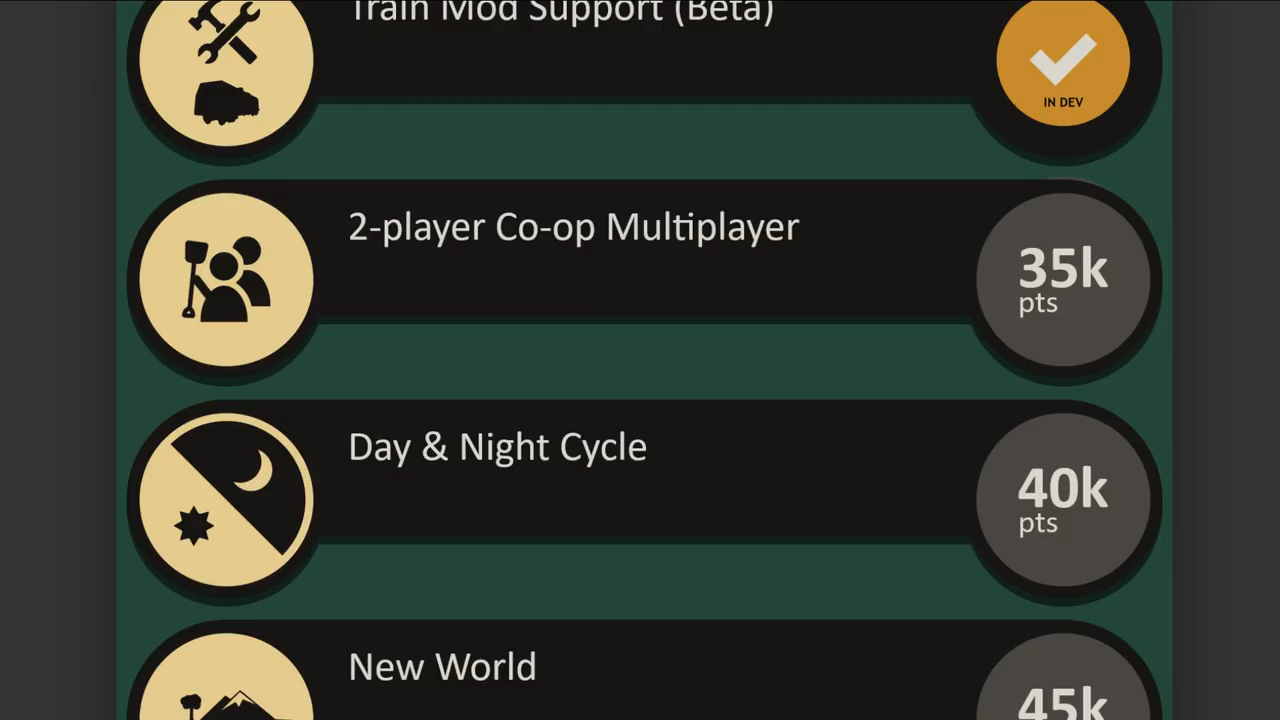 Train Mod Support (Beta)
IN DEV
2-player Co-op Multiplayer
35k
pts
Day & Night Cycle
40k
pts
New World
45k